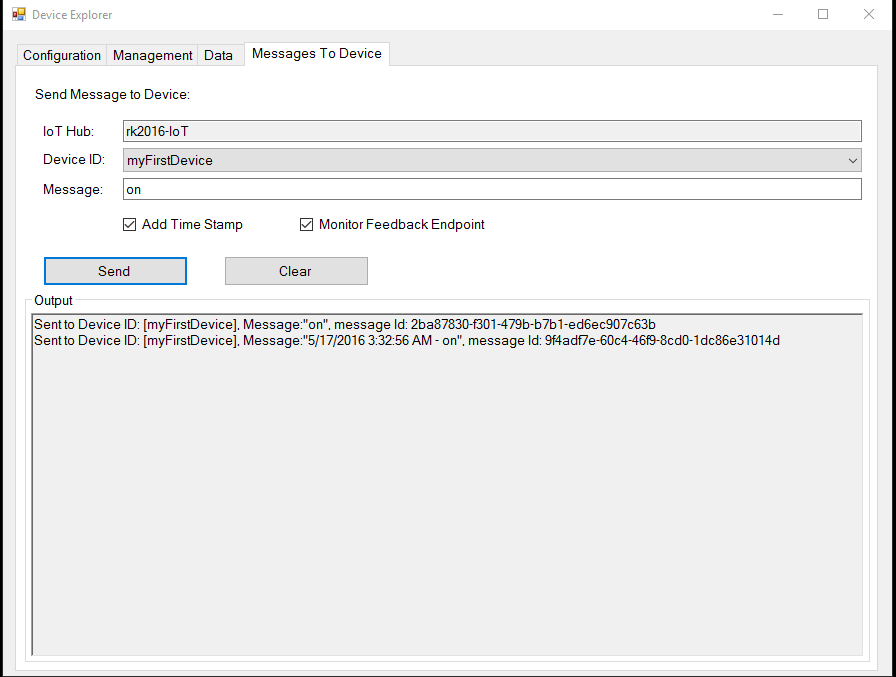 Device Explorer
Configuration Management Data Messages To Device
Send Message to Device:
IoT Hub: rk2016-IoT
Device ID: myFirstDevice
Message: on
Add Time Stamp Monitor Feedback Endpoint
Send Clear
Output
Sent to Device ID: [myFirstDevice], Message:"on", message Id: 2ba87830-f301-479b-b7b1-ed6ec907c63b
Sent to Device ID: [myFirstDevice], Message:"5/17/2016 3:32:56 AM - on", message Id: 9f4adf7e-60c4-46f9-8cd0-1dc86e31014d